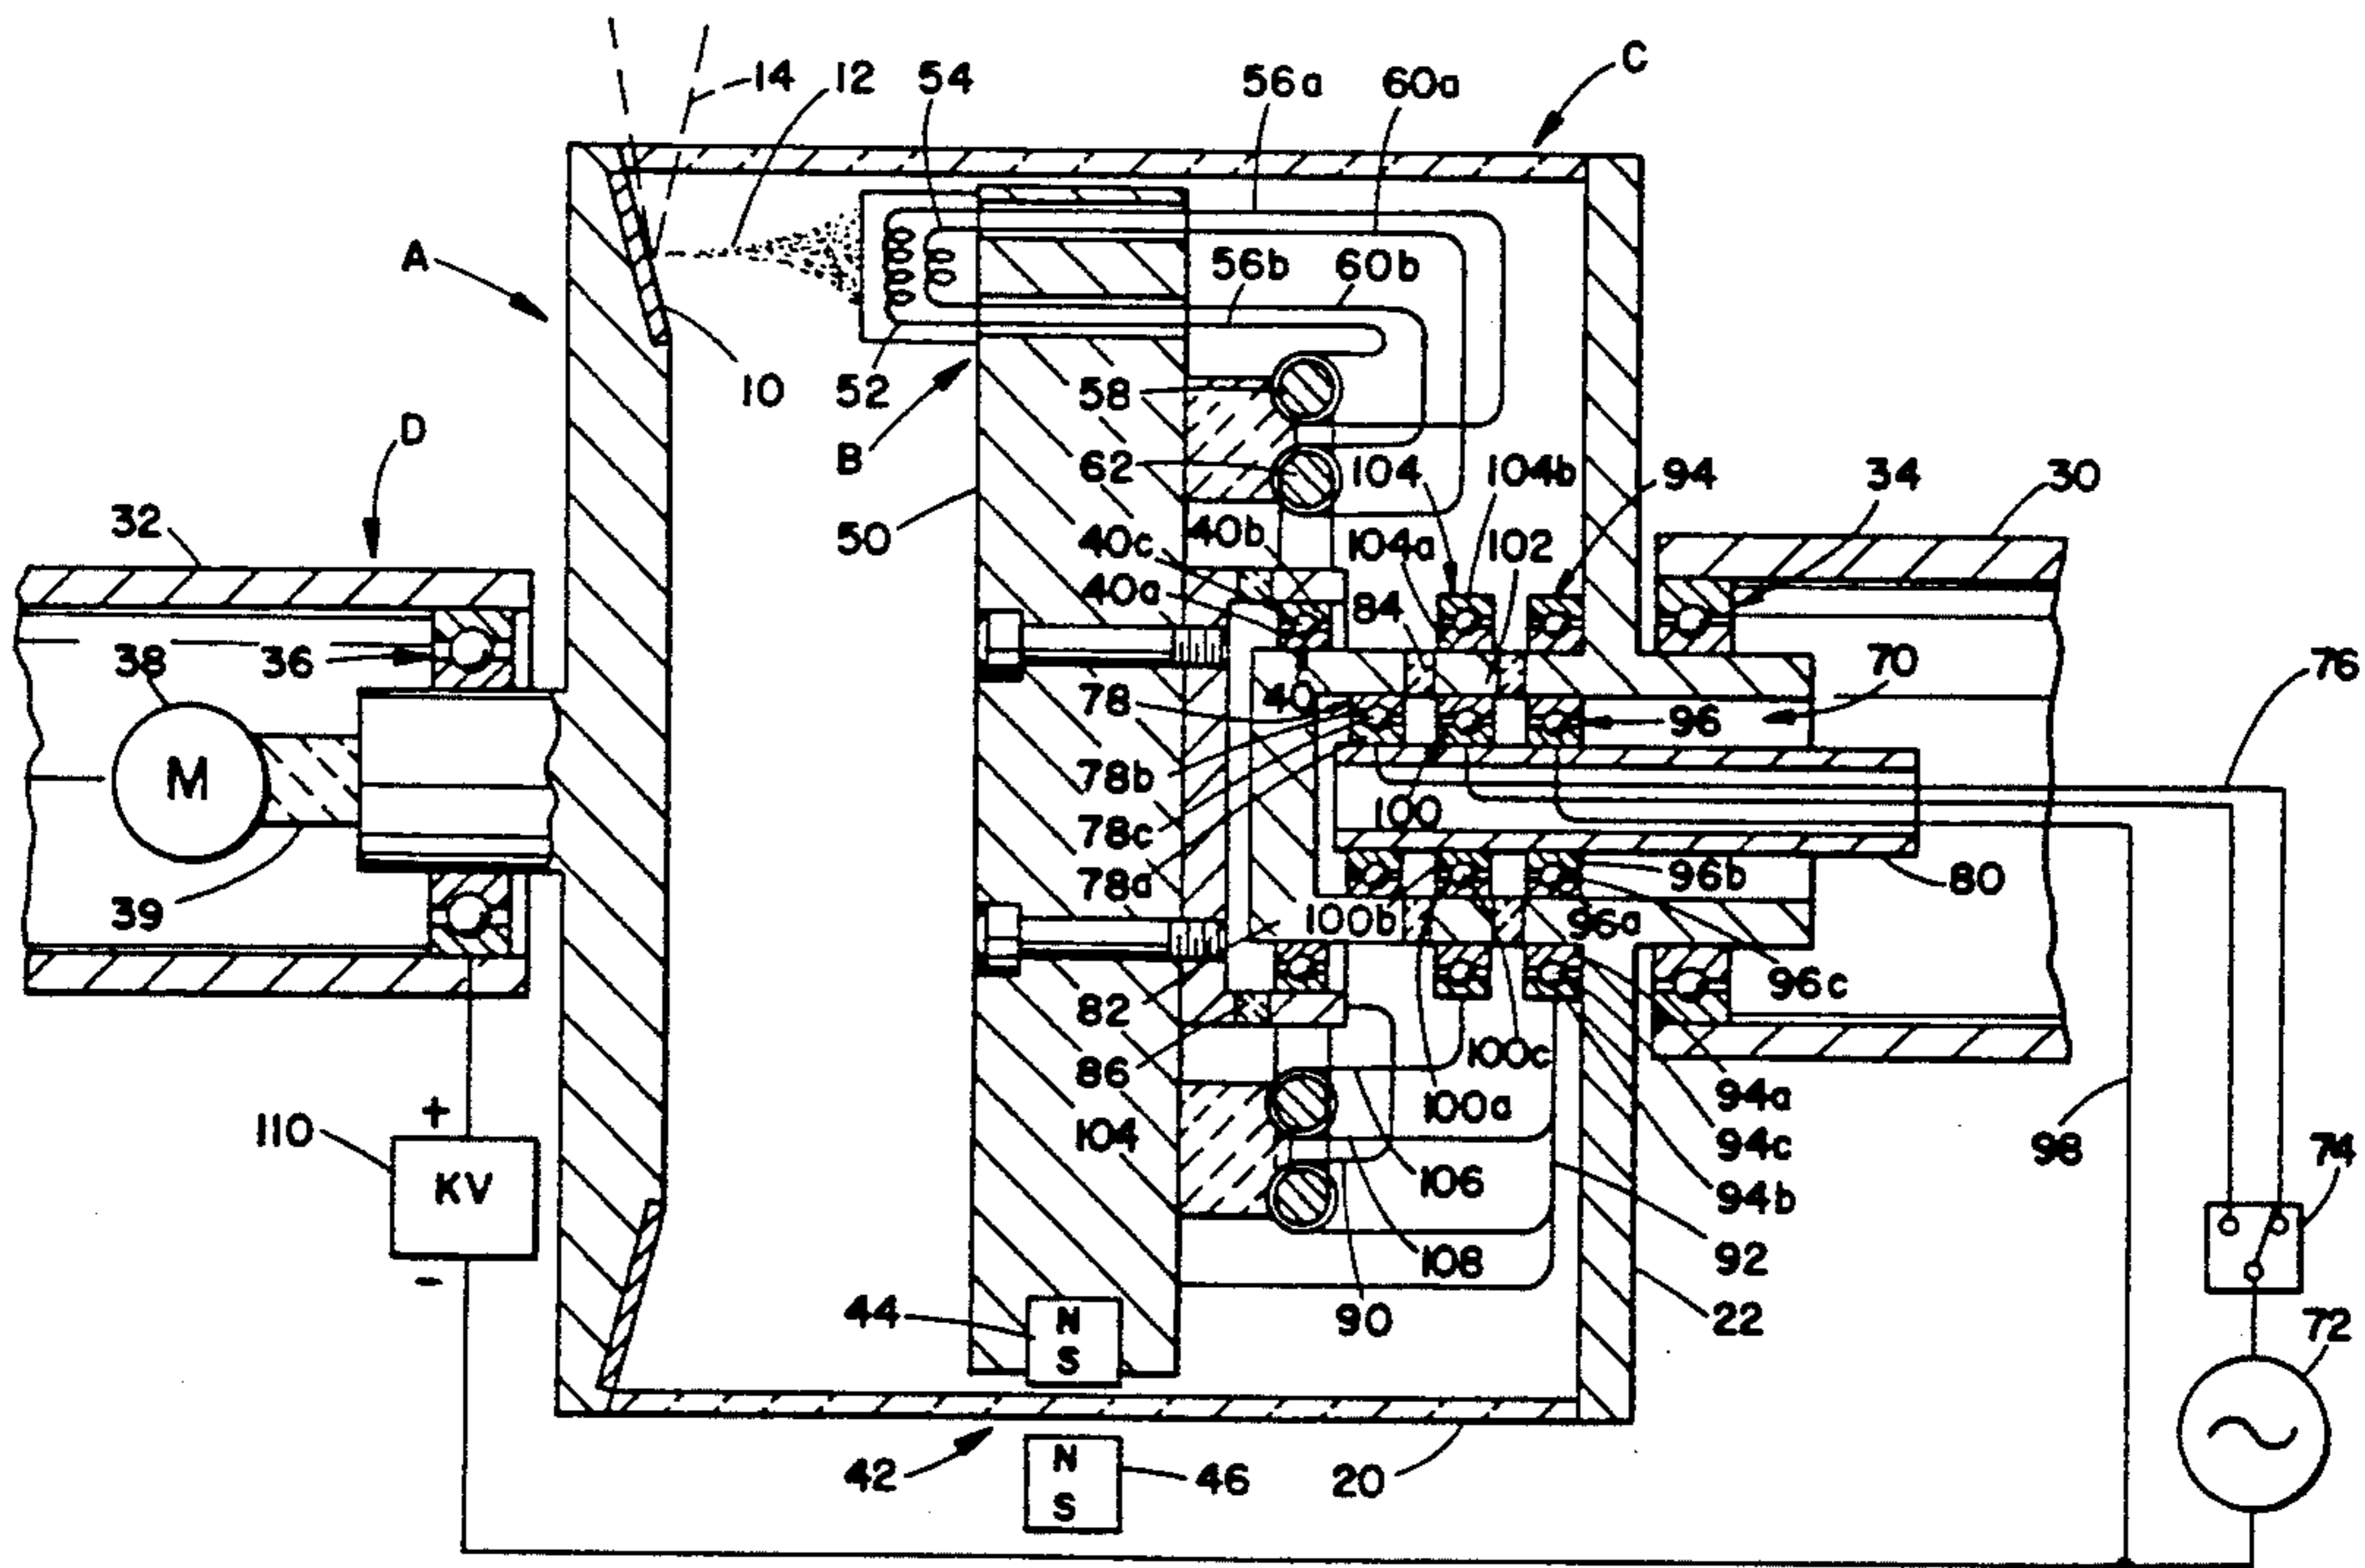 14 12 54 56a 60a C
A 56b 60b
10 52 58
D B 62 104 104b 94 34 30
32 50 40c 40b 104a 102
40a 84
38 36 40 70 76
78 96
M 78b
78c 100
78a 96b 80
39 100b 96a
82 96c
86 100c
+ 104 100a 94a
110 94c 98 74
KV 106 94b
- 108 92
44 N 90 22 72
S
42 N 46 20
S